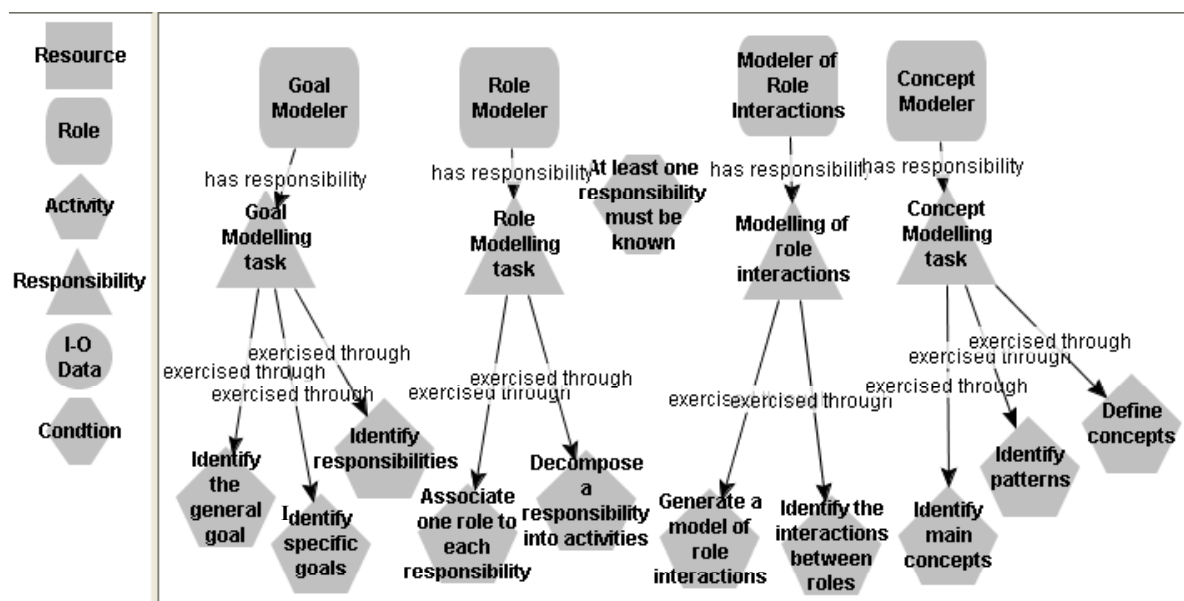 Resource
Role
Activity
Responsibility
I-O
Data
Condtion
Goal
Modeler
Role
Modeler
Modeler of
Role
Interactions
Concept
Modeler
has responsibility
has responsibility
has responsibility
has responsibility
At least one
responsibility
must be
known
Goal
Modelling
task
Role
Modelling
task
Modelling of
role
interactions
Concept
Modelling
task
exercised through
exercised through
exercised through
exercised through
exercised through
exercised through
exercised through
exercised through
exercised through
exercised through
Identify
the
general
goal
Identify
specific
goals
Identify
responsibilities
Associate
one role to
each
responsibility
Decompose
a
responsibility
into activities
Generate a
model of
role
interactions
Identify the
interactions
between
roles
Identify
main
concepts
Identify
patterns
Define
concepts